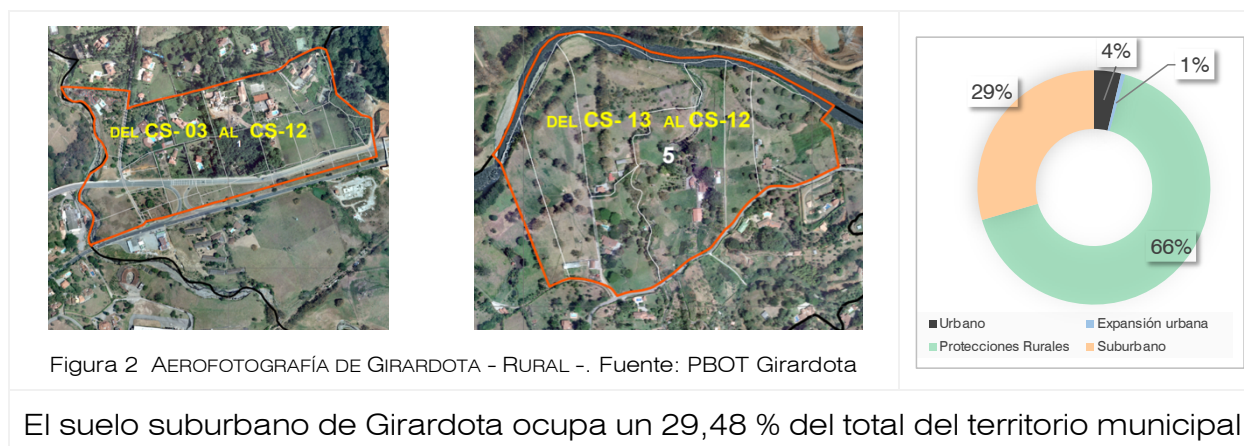 DEL CS- 03 AL CS-12
1
DEL CS- 13 AL CS-12
5
4%
1%
29%
66%
Urbano
Expansión urbana
Protecciones Rurales
Suburbano
Figura 2 AEROFOTOGRAFÍA DE GIRARDOTA - RURAL -. Fuente: PBOT Girardota
El suelo suburbano de Girardota ocupa un 29,48 % del total del territorio municipal